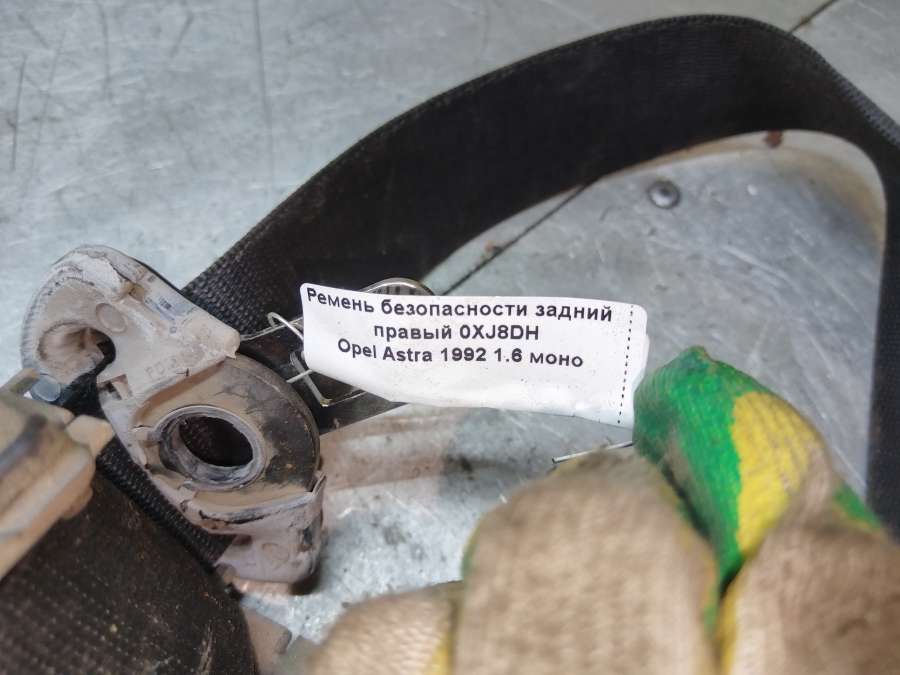 Ремень безопасности задний
правый 0XJ8DH
Opel Astra 1992 1.6 моно